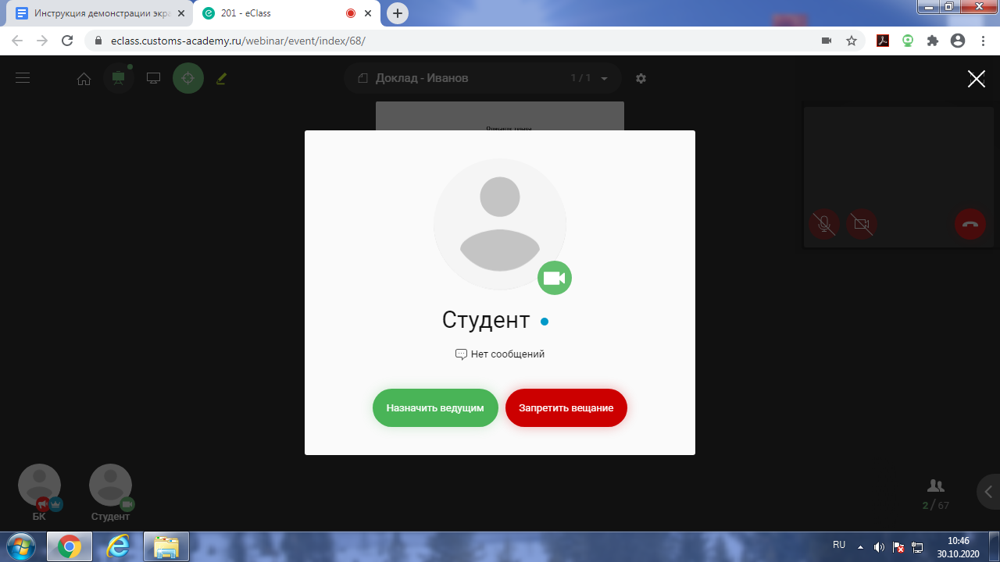 Инструкция демонстрации экра
201 - eClass
eclass.customs-academy.ru/webinar/event/index/68/
Доклад - Иванов
1 / 1
Студент
Нет сообщений
Назначить ведущим
Запретить вещание
БК
Студент
2 / 67
RU
10:46
30.10.2020